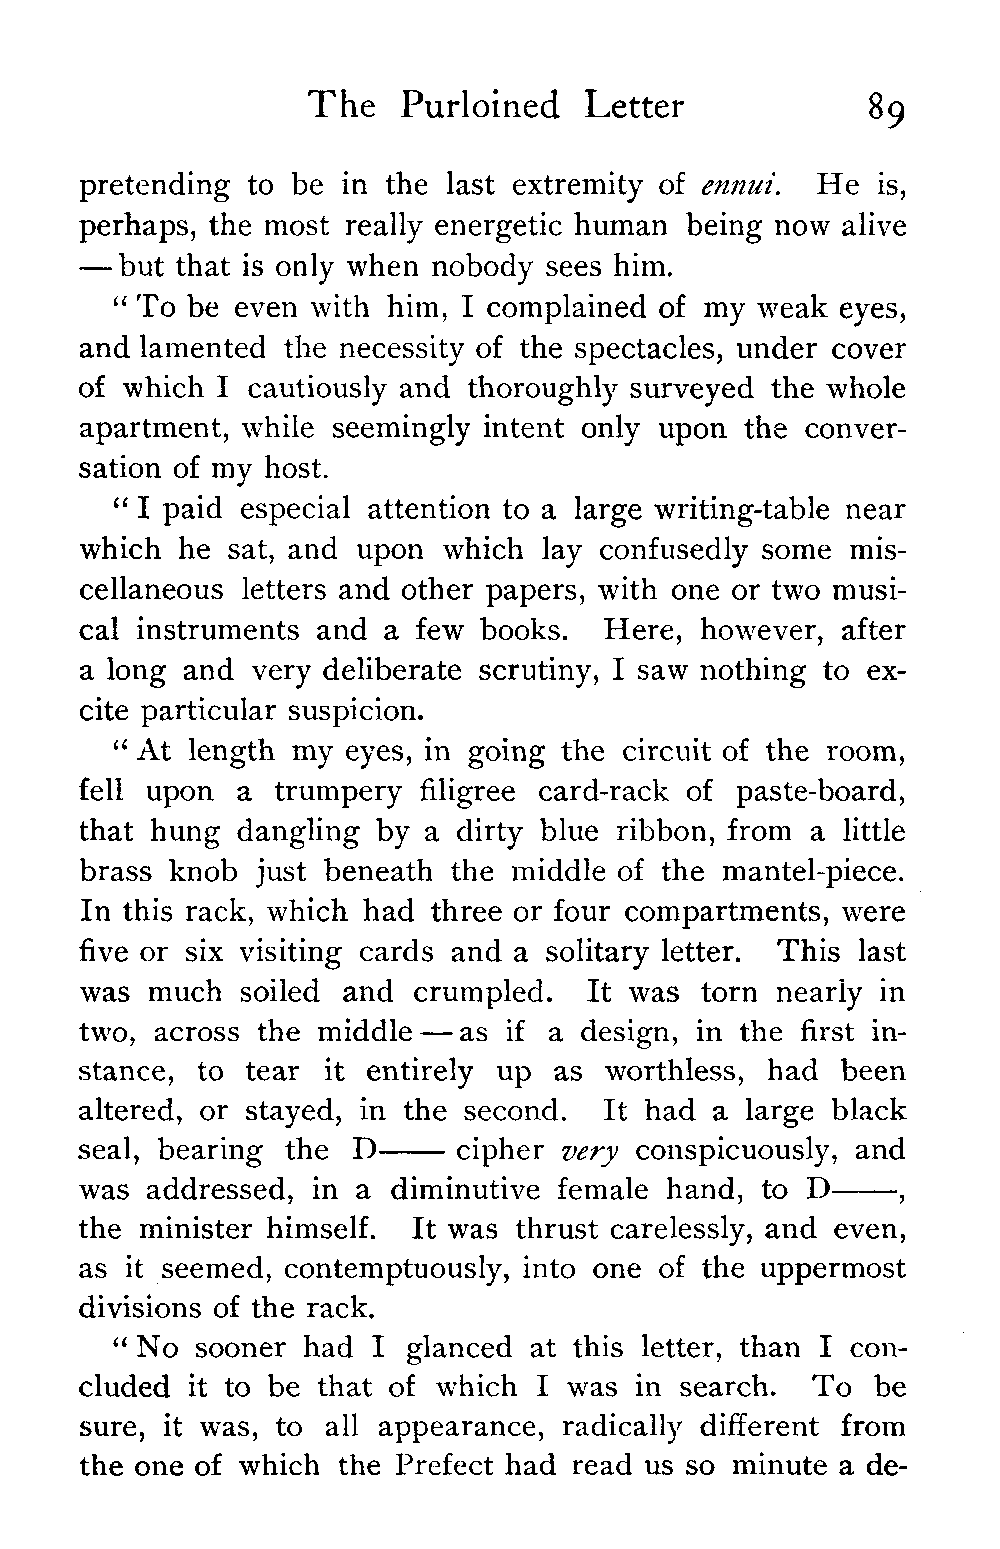 The Purloined Letter 89
pretending to be in the last extremity of ennui. He is,
perhaps, the most really energetic human being now alive
— but that is only when nobody sees him.
“ To be even with him, I complained of my weak eyes,
and lamented the necessity of the spectacles, under cover
of which I cautiously and thoroughly surveyed the whole
apartment, while seemingly intent only upon the conver-
sation of my host.
“ I paid especial attention to a large writing-table near
which he sat, and upon which lay confusedly some mis-
cellaneous letters and other papers, with one or two musi-
cal instruments and a few books. Here, however, after
a long and very deliberate scrutiny, I saw nothing to ex-
cite particular suspicion.
“ At length my eyes, in going the circuit of the room,
fell upon a trumpery filigree card-rack of paste-board,
that hung dangling by a dirty blue ribbon, from a little
brass knob just beneath the middle of the mantel-piece.
In this rack, which had three or four compartments, were
five or six visiting cards and a solitary letter. This last
was much soiled and crumpled. It was torn nearly in
two, across the middle — as if a design, in the first in-
stance, to tear it entirely up as worthless, had been
altered, or stayed, in the second. It had a large black
seal, bearing the D—— cipher very conspicuously, and
was addressed, in a diminutive female hand, to D——,
the minister himself. It was thrust carelessly, and even,
as it seemed, contemptuously, into one of the uppermost
divisions of the rack.
“ No sooner had I glanced at this letter, than I con-
cluded it to be that of which I was in search. To be
sure, it was, to all appearance, radically different from
the one of which the Prefect had read us so minute a de-